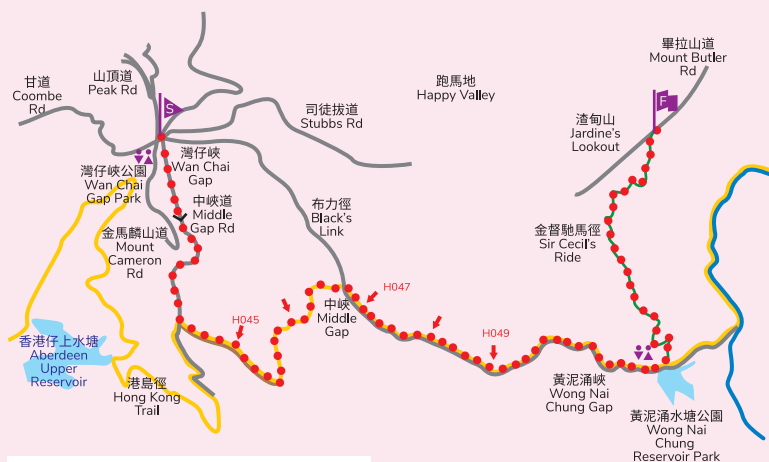 甘道
Coombe
Rd
山頂道
Peak Rd
S
司徒拔道
Stubbs Rd
跑馬地
Happy Valley
畢拉山道
Mount Butler
Rd
F
渣甸山
Jardine's
Lookout
灣仔峽公園
Wan Chai
Gap Park
灣仔峽
Wan Chai
Gap
中峽道
Middle
Gap Rd
金馬麟山道
Mount
Cameron
Rd
布力徑
Black's
Link
金督馳馬徑
Sir Cecil's
Ride
H045
中峽
Middle
Gap
H047
H049
香港仔上水塘
Aberdeen
Upper
Reservoir
港島徑
Hong Kong
Trail
黃泥涌峽
Wong Nai
Chung Gap
黃泥涌水塘公園
Wong Nai
Chung
Reservoir Park